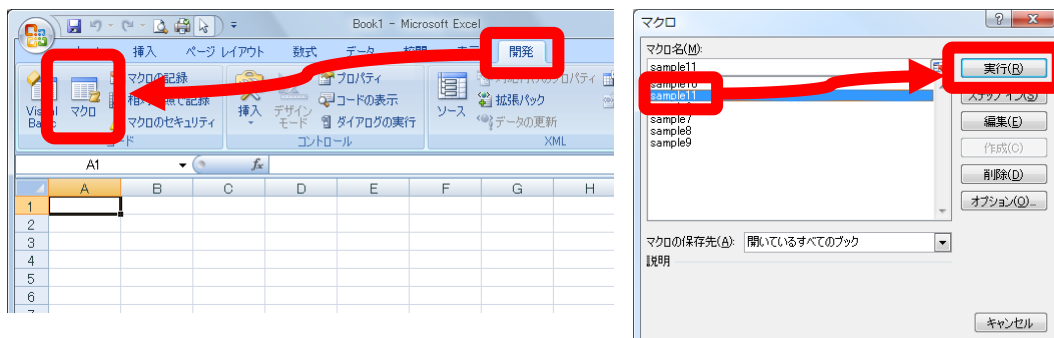 Book1 - Microsoft Excel
挿入 ページ レイアウト 数式 データ 開発
Visual Basic
マクロ
マクロの記録
マクロのセキュリティ
挿入
デザイン モード
プロパティ
コードの表示
ダイアログの実行
コントロール
ソース
拡張パック
データの更新
XML
A1
fx
A B C D E F G H
1
2
3
4
5
6
マクロ
マクロ名(M):
sample11
sample10
sample11
sample7
sample8
sample9
実行(R)
ステップ イン(S)
編集(E)
作成(C)
削除(D)
オプション(O)...
マクロの保存先(A): 開いているすべてのブック
説明
キャンセル